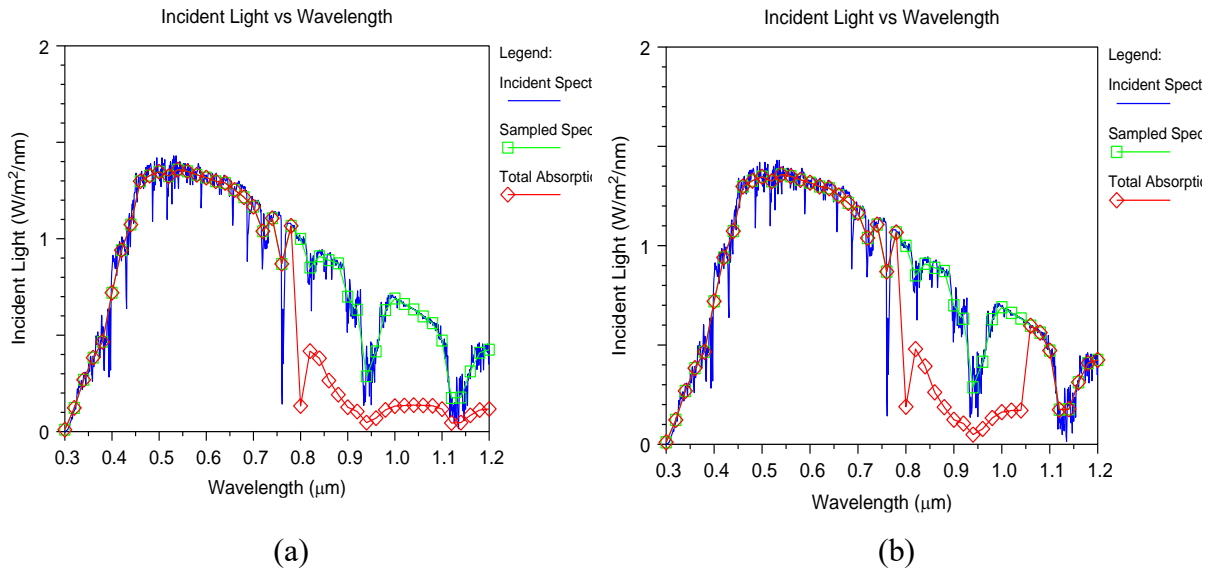 Incident Light vs Wavelength
2
1
0
Incident Light (W/m²/nm)
0.3 0.4 0.5 0.6 0.7 0.8 0.9 1.0 1.1 1.2
Wavelength (μm)
Legend:
Incident Spect
Sampled Spec
Total Absorptio
(a)
Incident Light vs Wavelength
2
1
0
Incident Light (W/m²/nm)
0.3 0.4 0.5 0.6 0.7 0.8 0.9 1.0 1.1 1.2
Wavelength (μm)
Legend:
Incident Spect
Sampled Spec
Total Absorptio
(b)